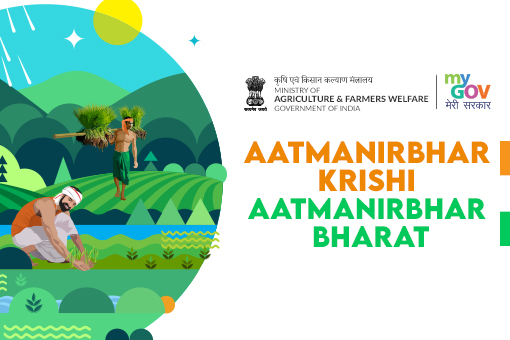 कृषि एवं किसान कल्याण मंत्रालय
MINISTRY OF
AGRICULTURE & FARMERS WELFARE
GOVERNMENT OF INDIA
my
GOV
मेरी सरकार
AATMANIRBHAR
KRISHI
AATMANIRBHAR
BHARAT